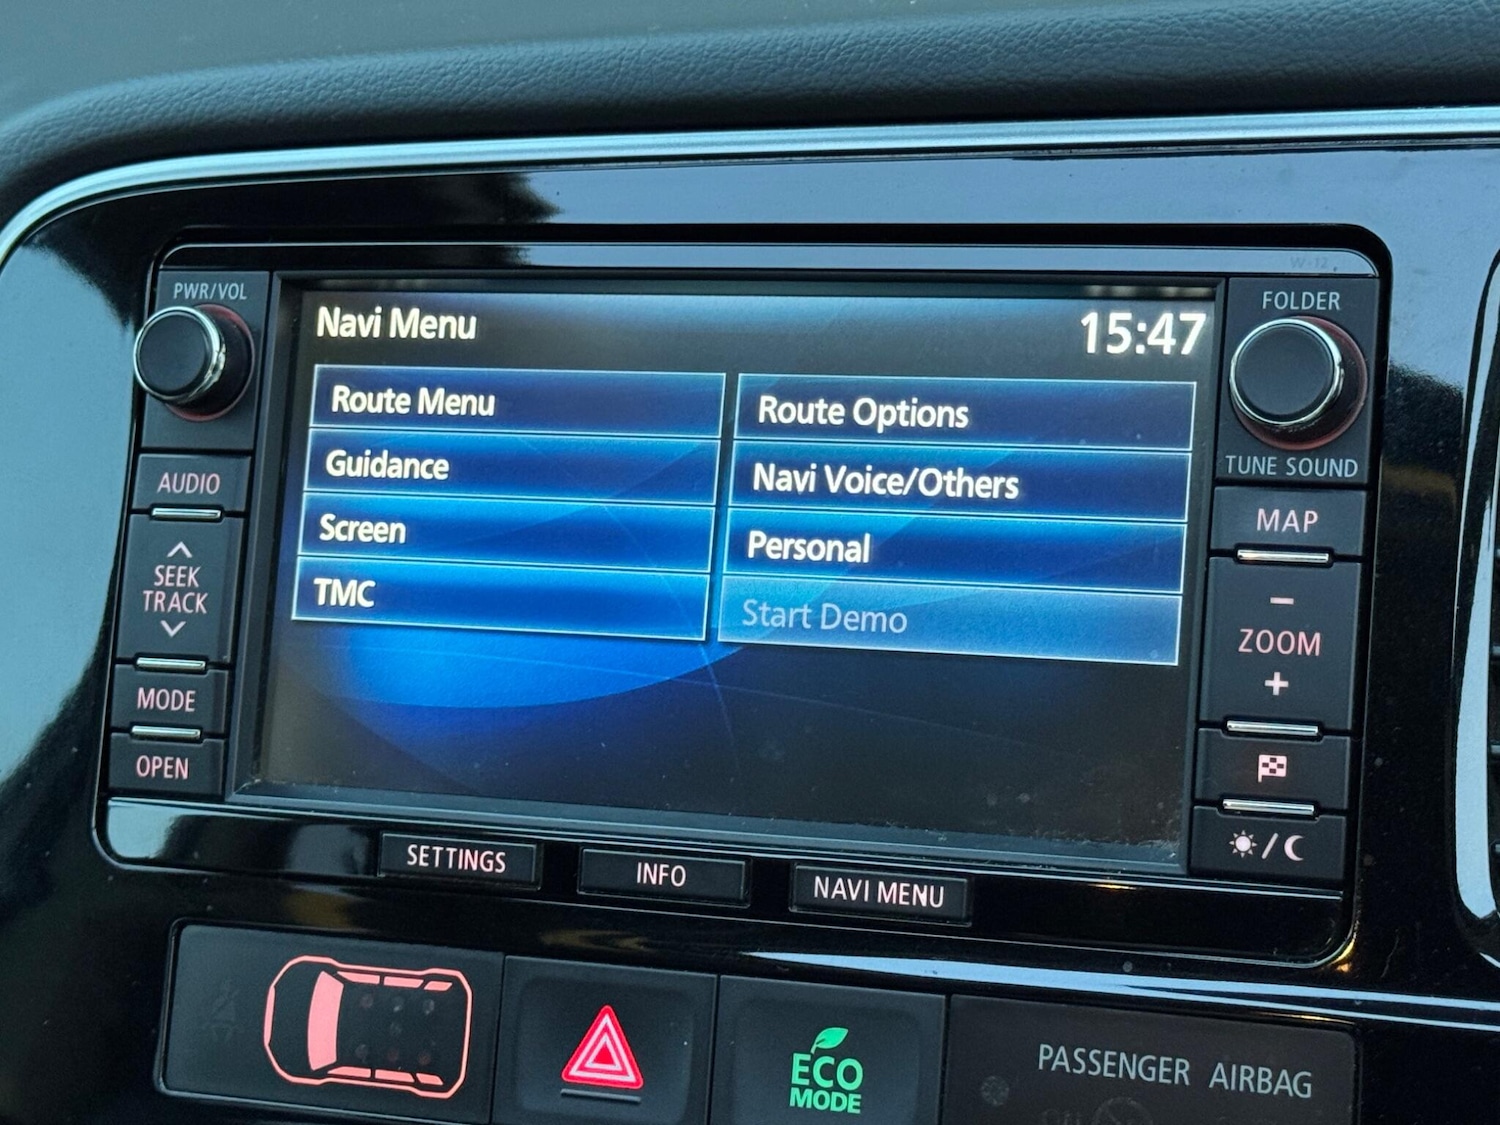 W-12
PWR/VOL
FOLDER
Navi Menu
15:47
Route Menu
Route Options
Guidance
Navi Voice/Others
Screen
Personal
TMC
Start Demo
AUDIO
SEEK
TRACK
MODE
OPEN
TUNE SOUND
MAP
-
ZOOM
+
/
SETTINGS
INFO
NAVI MENU
ECO
MODE
PASSENGER AIRBAG